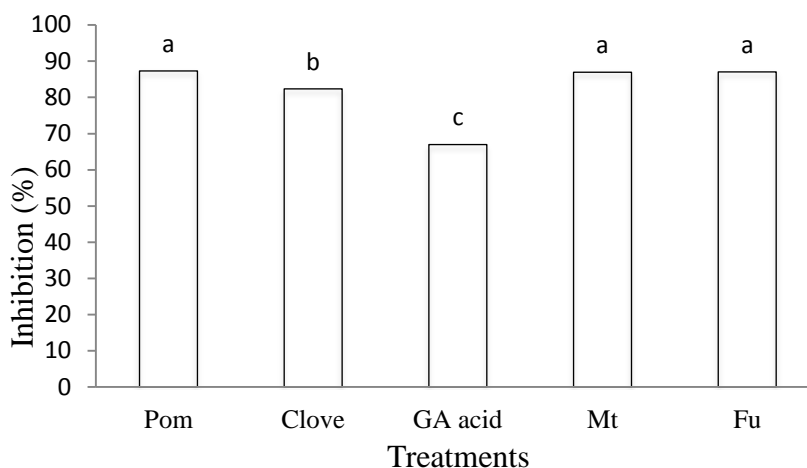 Inhibition (%)
100
90
80
70
60
50
40
30
20
10
0
a
b
c
a
a
Pom
Clove
GA acid
Mt
Fu
Treatments